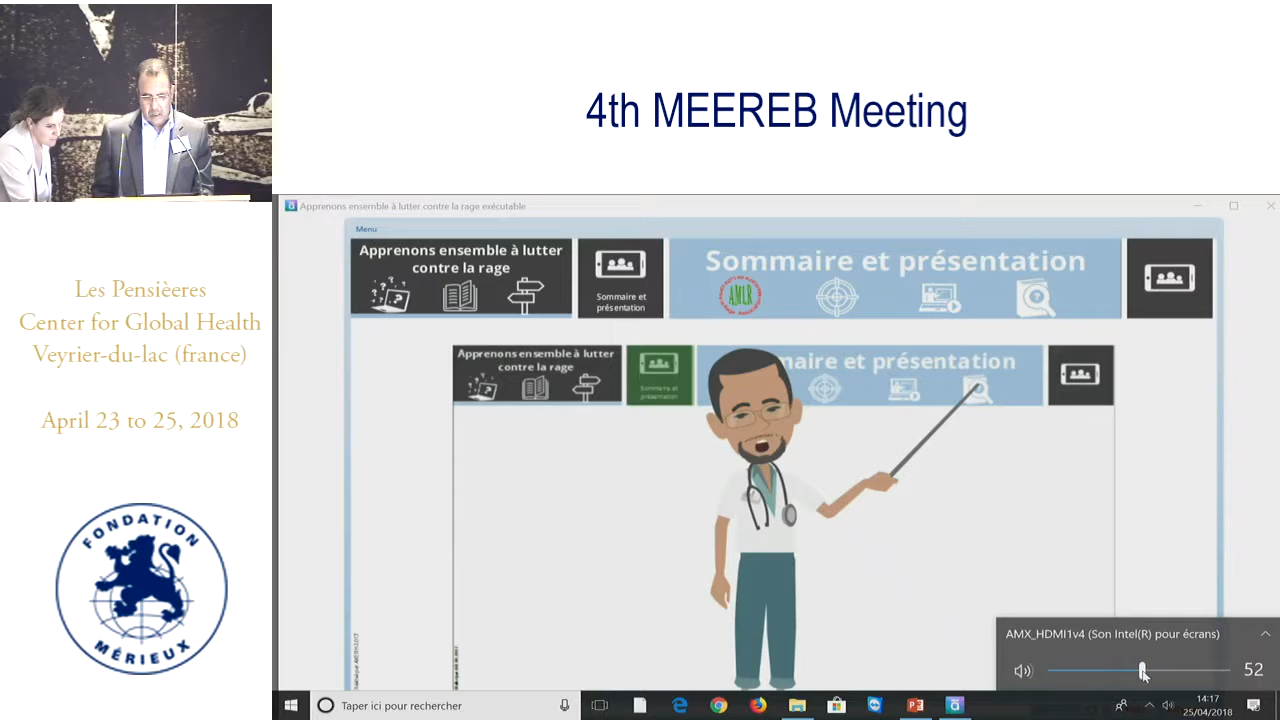 4th MEEREB Meeting
Les Pensièeres
Center for Global Health
Veyrier-du-lac (france)
April 23 to 25, 2018
FONDATION
MÉRIEUX
Apprenons ensemble à lutter contre la rage exécutable
Menu
Apprenons ensemble à lutter
contre la rage
Sommaire et
présentation
Sommaire et présentation
AMLR
Apprenons ensemble à lutter
contre la rage
Sommaire et
présentation
maire et présentation
AMX_HDMI1v4 (Son Intel(R) pour écrans)
52
Taper ici pour rechercher
14:17
25/04/2018